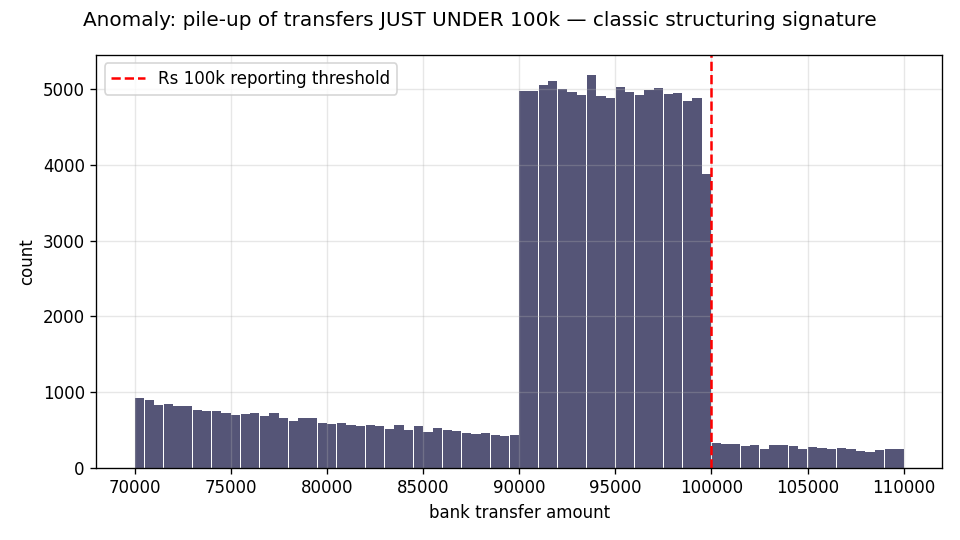 Anomaly: pile-up of transfers JUST UNDER 100k — classic structuring signature
Rs 100k reporting threshold
5000
4000
3000
2000
1000
0
count
70000 75000 80000 85000 90000 95000 100000 105000 110000
bank transfer amount